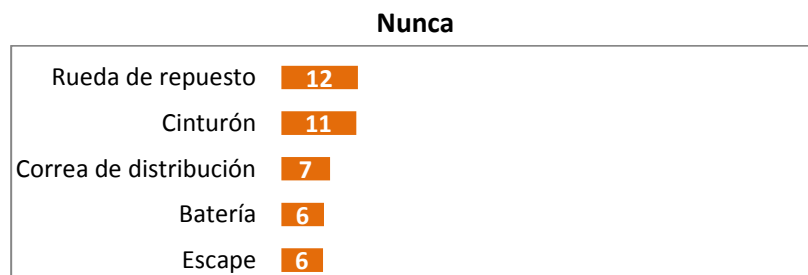 Nunca
Rueda de repuesto 12
Cinturón 11
Correa de distribución 7
Batería 6
Escape 6